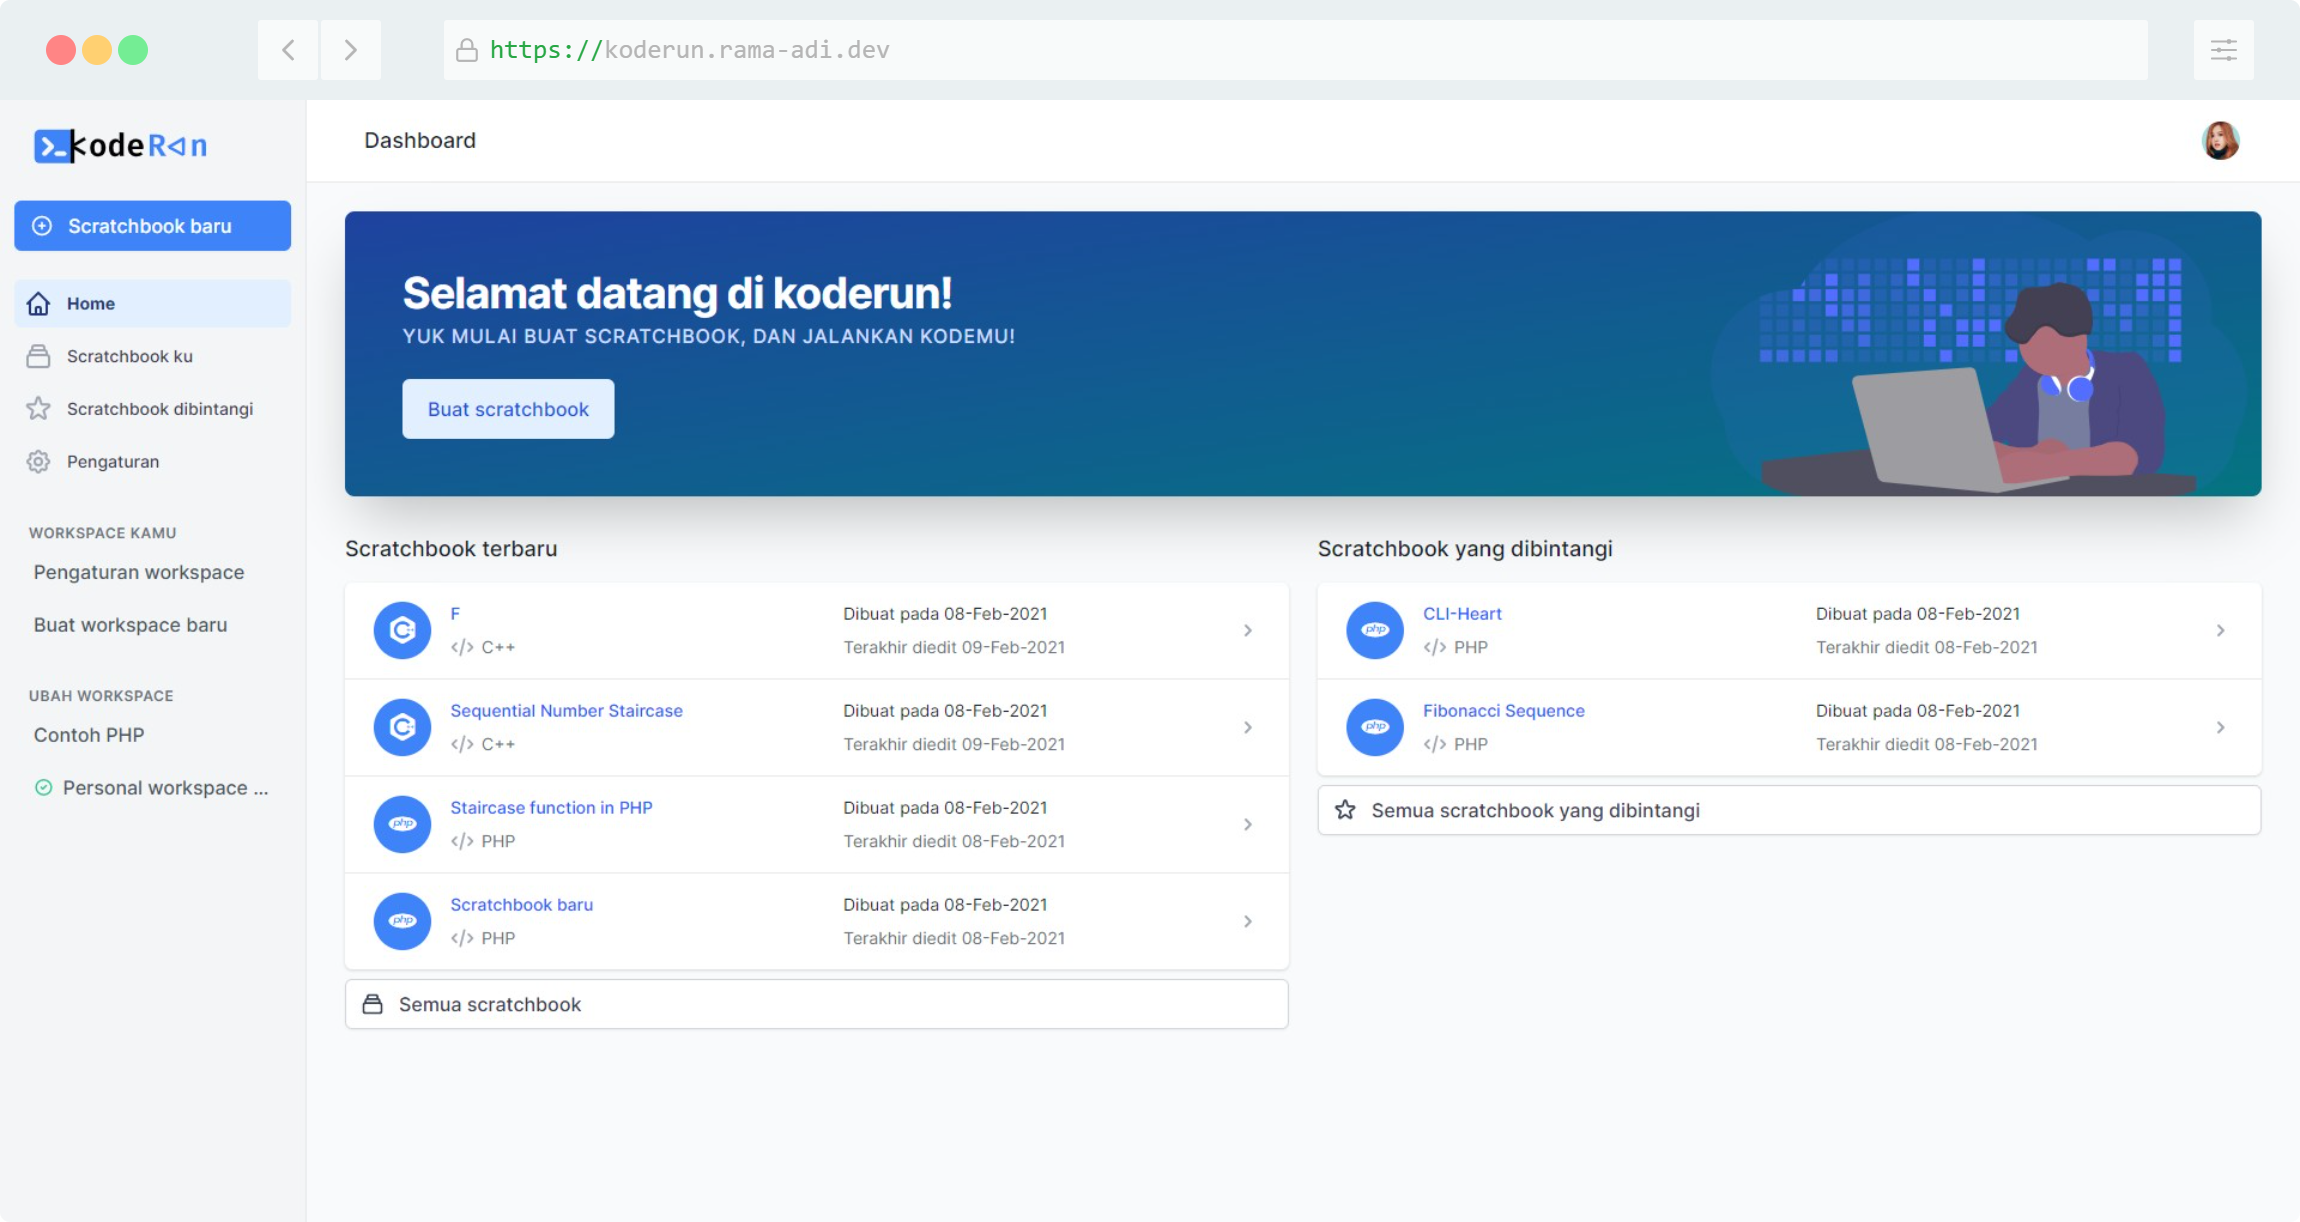 https://koderun.rama-adi.dev
kodeRun
Dashboard
Scratchbook baru
Home
Scratchbook ku
Scratchbook dibintangi
Pengaturan
WORKSPACE KAMU
Pengaturan workspace
Buat workspace baru
UBAH WORKSPACE
Contoh PHP
Personal workspace ...
Selamat datang di koderun!
YUK MULAI BUAT SCRATCHBOOK, DAN JALANKAN KODEMU!
Buat scratchbook
Scratchbook terbaru
F
Dibuat pada 08-Feb-2021
C++
Terakhir diedit 09-Feb-2021
Sequential Number Staircase
Dibuat pada 08-Feb-2021
C++
Terakhir diedit 09-Feb-2021
php
Staircase function in PHP
Dibuat pada 08-Feb-2021
PHP
Terakhir diedit 08-Feb-2021
php
Scratchbook baru
Dibuat pada 08-Feb-2021
PHP
Terakhir diedit 08-Feb-2021
Semua scratchbook
Scratchbook yang dibintangi
php
CLI-Heart
Dibuat pada 08-Feb-2021
PHP
Terakhir diedit 08-Feb-2021
php
Fibonacci Sequence
Dibuat pada 08-Feb-2021
PHP
Terakhir diedit 08-Feb-2021
Semua scratchbook yang dibintangi